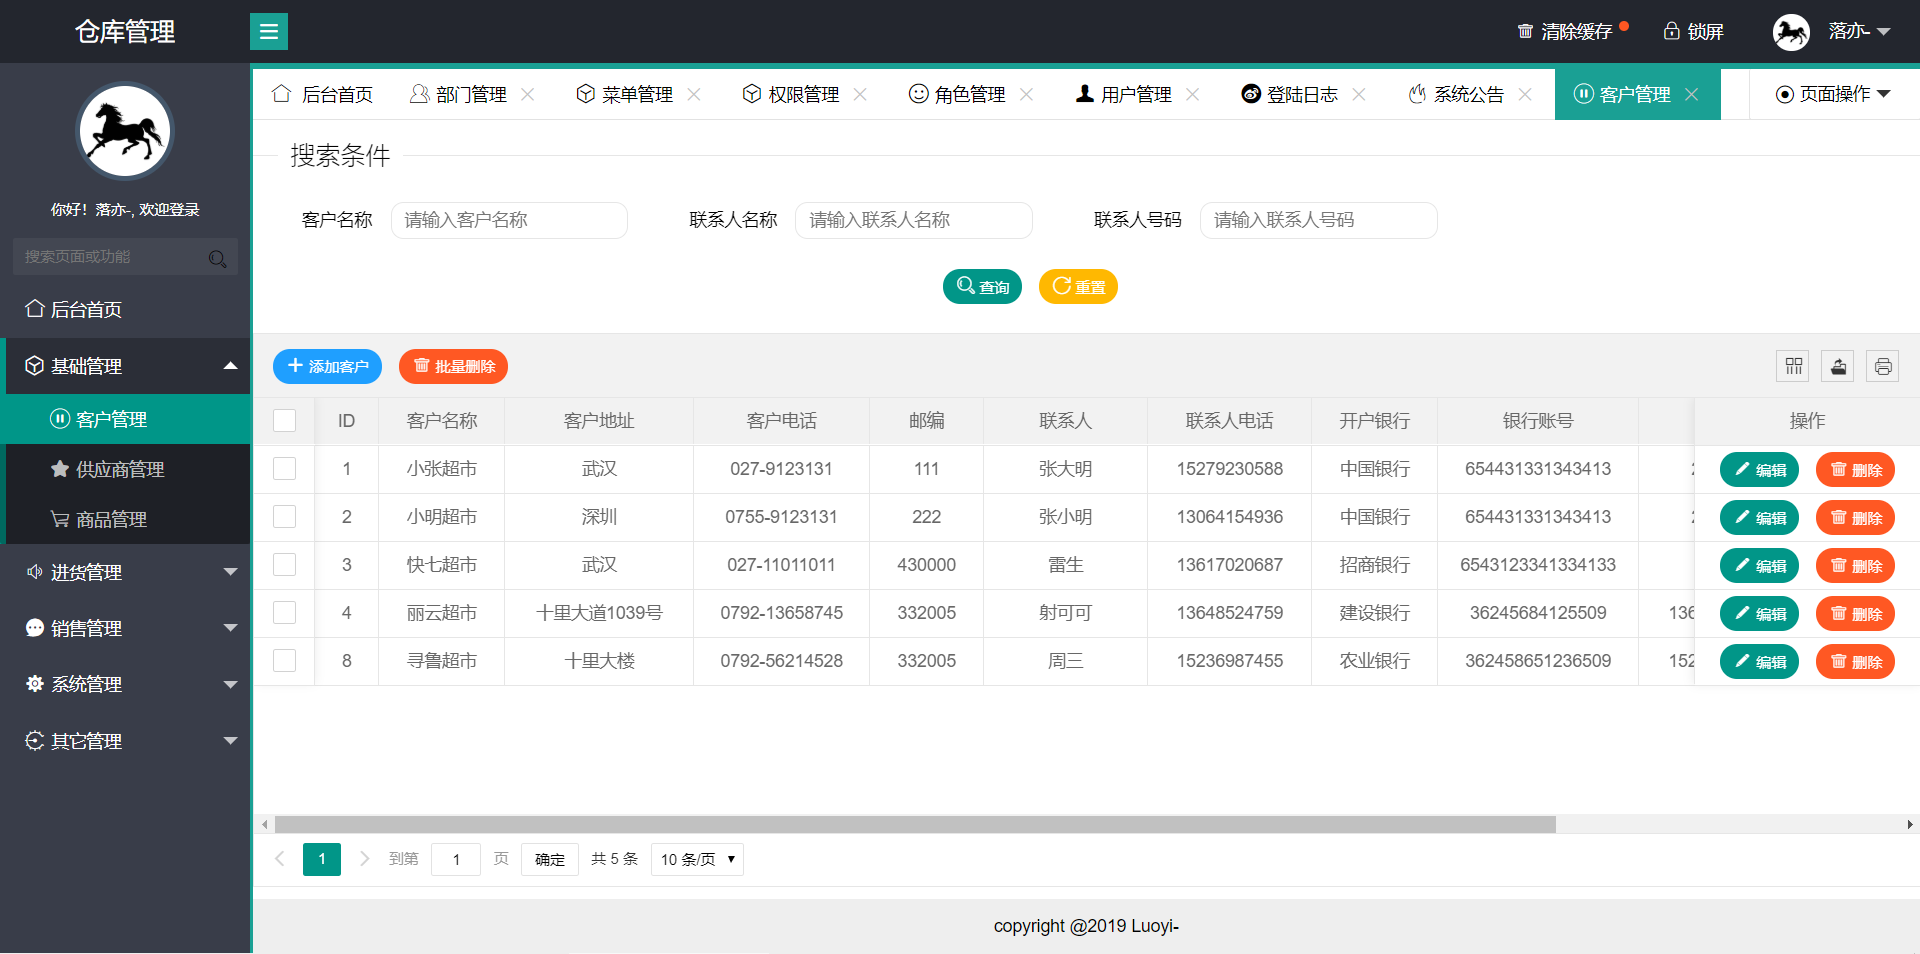 仓库管理
清除缓存
锁屏
落亦-
你好！落亦-, 欢迎登录
搜索页面或功能
后台首页
基础管理
客户管理
供应商管理
商品管理
进货管理
销售管理
系统管理
其它管理
后台首页 部门管理 菜单管理 权限管理 角色管理 用户管理 登陆日志 系统公告 客户管理 页面操作
搜索条件
客户名称 请输入客户名称 联系人名称 请输入联系人名称 联系人号码 请输入联系人号码
查询 重置
添加客户 批量删除
ID 客户名称 客户地址 客户电话 邮编 联系人 联系人电话 开户银行 银行账号 操作
1 小张超市 武汉 027-9123131 111 张大明 15279230588 中国银行 654431331343413 编辑 删除
2 小明超市 深圳 0755-9123131 222 张小明 13064154936 中国银行 654431331343413 编辑 删除
3 快七超市 武汉 027-11011011 430000 雷生 13617020687 招商银行 6543123341334133 编辑 删除
4 丽云超市 十里大道1039号 0792-13658745 332005 射可可 13648524759 建设银行 36245684125509 136 编辑 删除
8 寻鲁超市 十里大楼 0792-56214528 332005 周三 15236987455 农业银行 362458651236509 152 编辑 删除
1 到第 1 页 确定 共 5 条 10 条/页
copyright @2019 Luoyi-